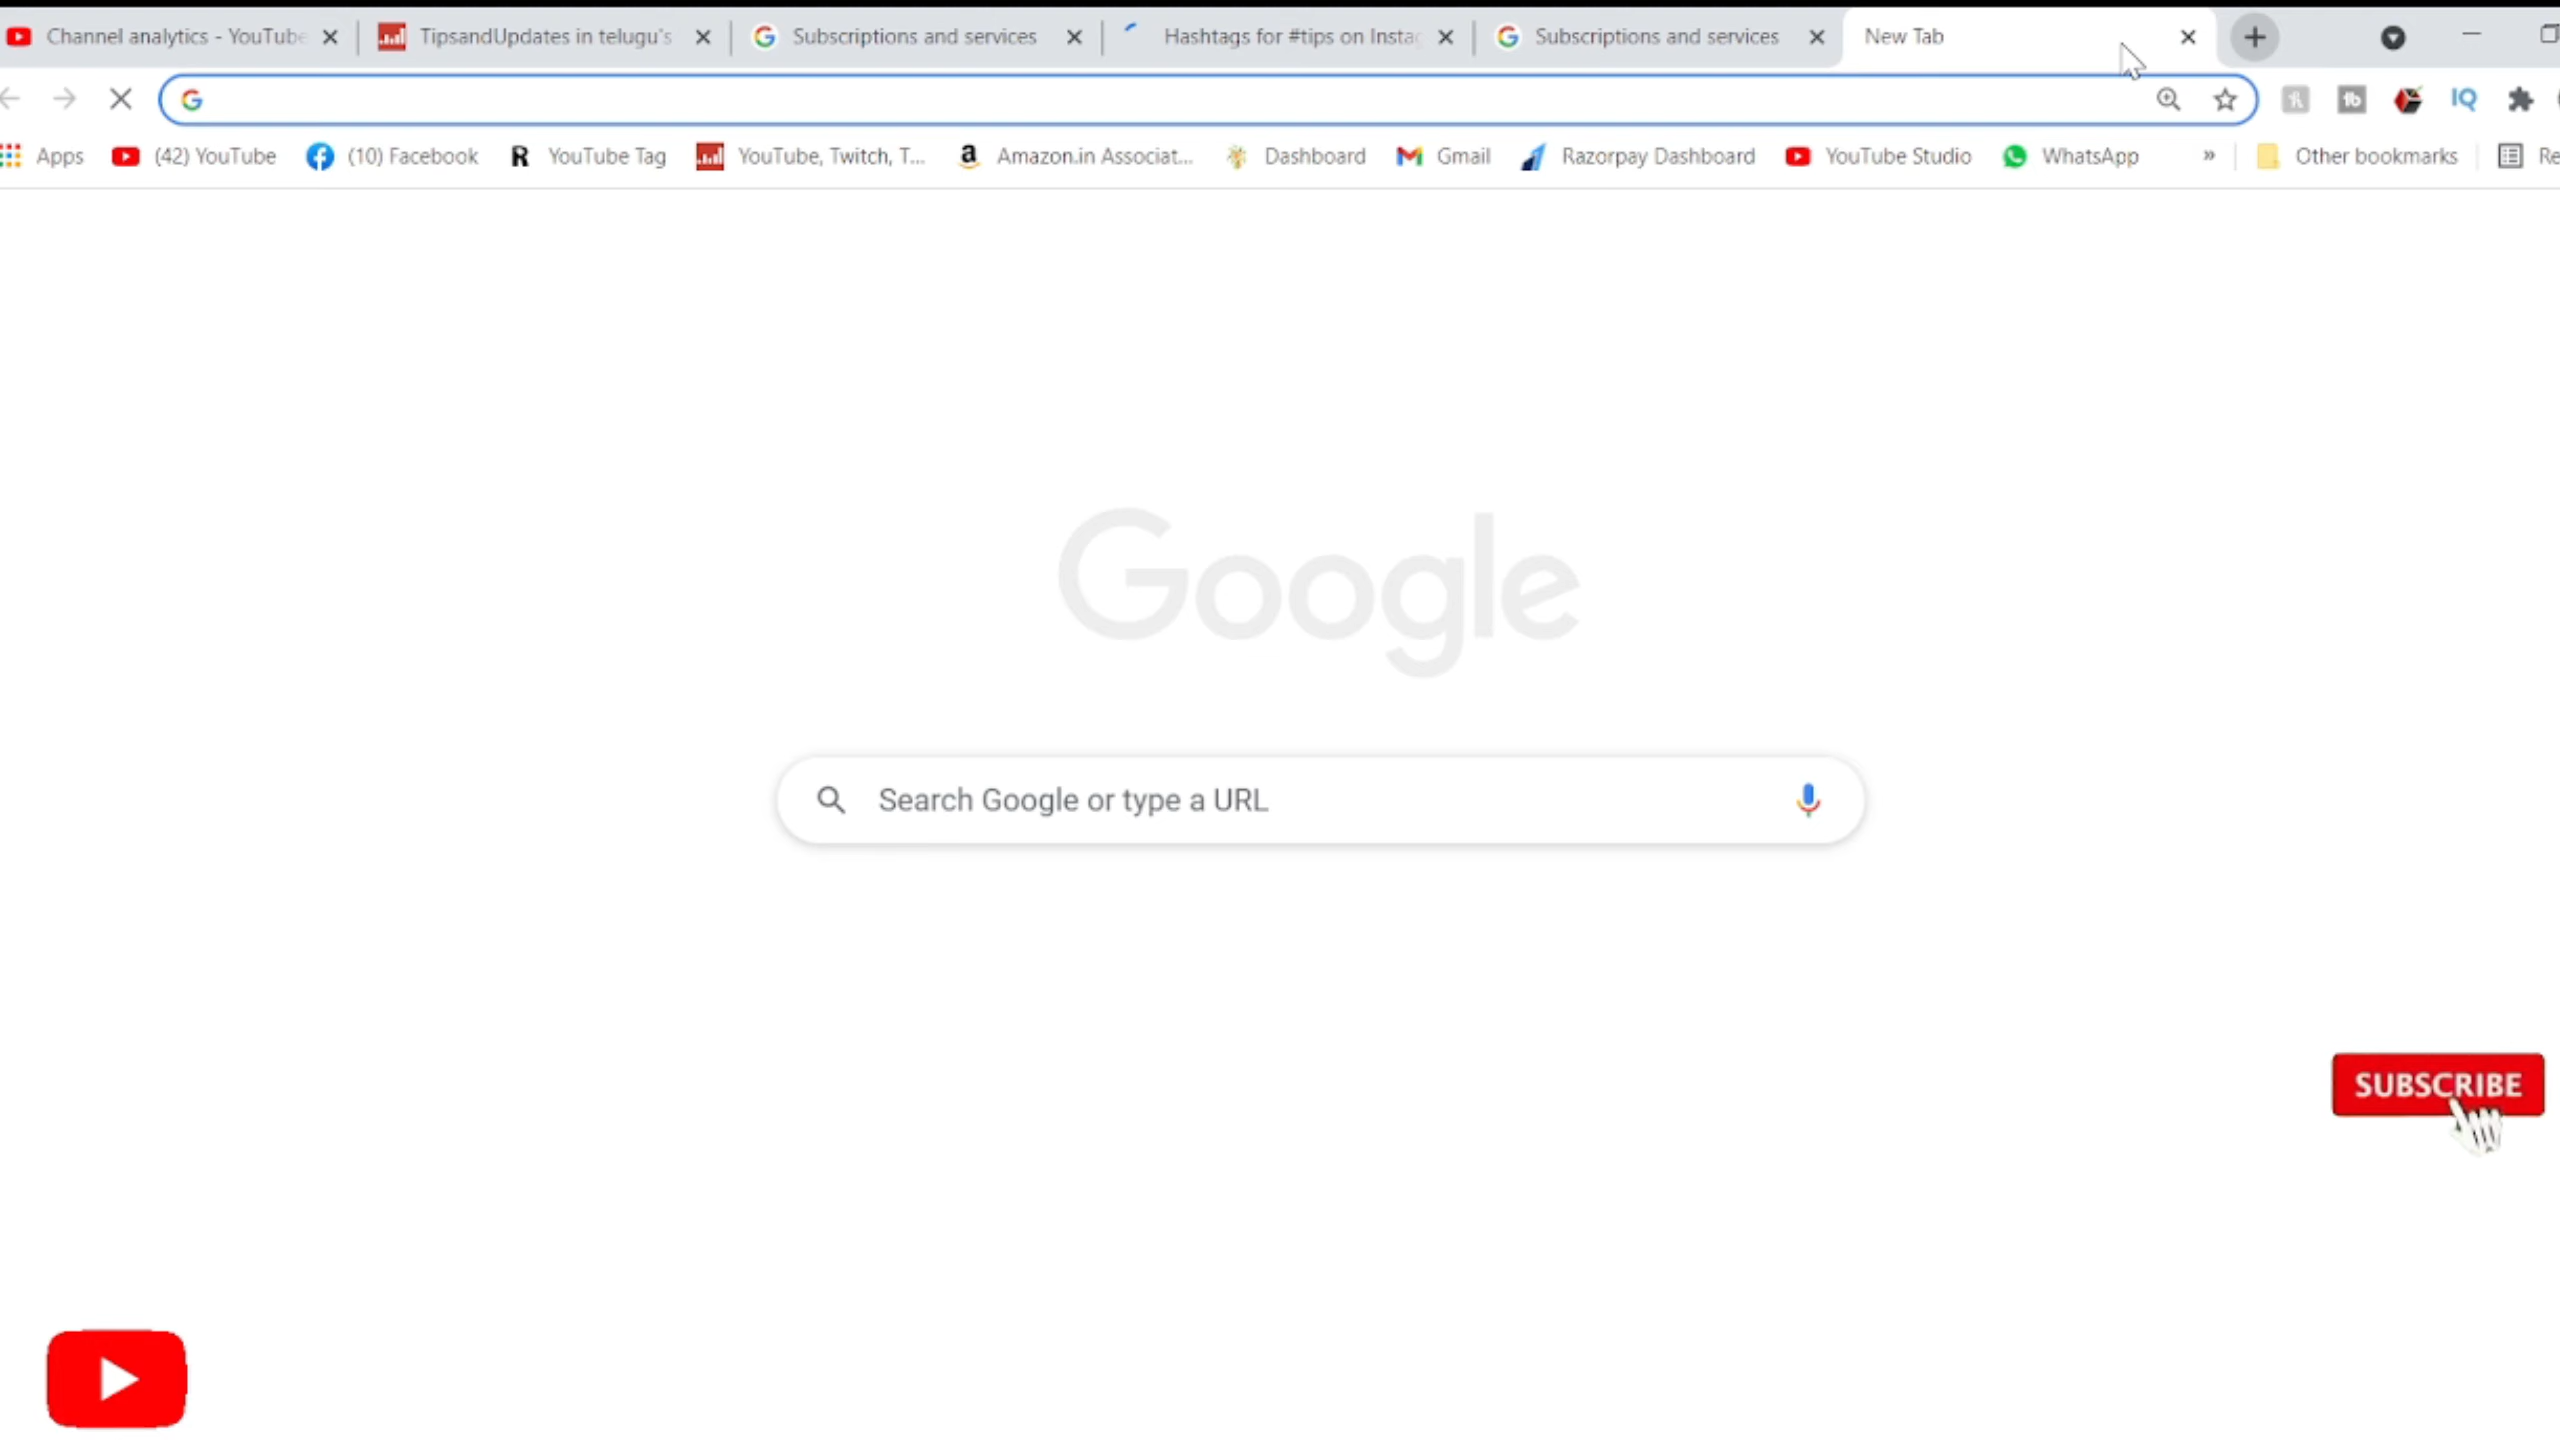 Channel analytics - YouTube
TipsandUpdates in telugu's
Subscriptions and services
Hashtags for #tips on Instag
Subscriptions and services
New Tab
Apps
(42) YouTube
(10) Facebook
YouTube Tag
YouTube, Twitch, T...
Amazon.in Associat...
Dashboard
Gmail
Razorpay Dashboard
YouTube Studio
WhatsApp
»
Other bookmarks
Re
Google
Search Google or type a URL
SUBSCRIBE